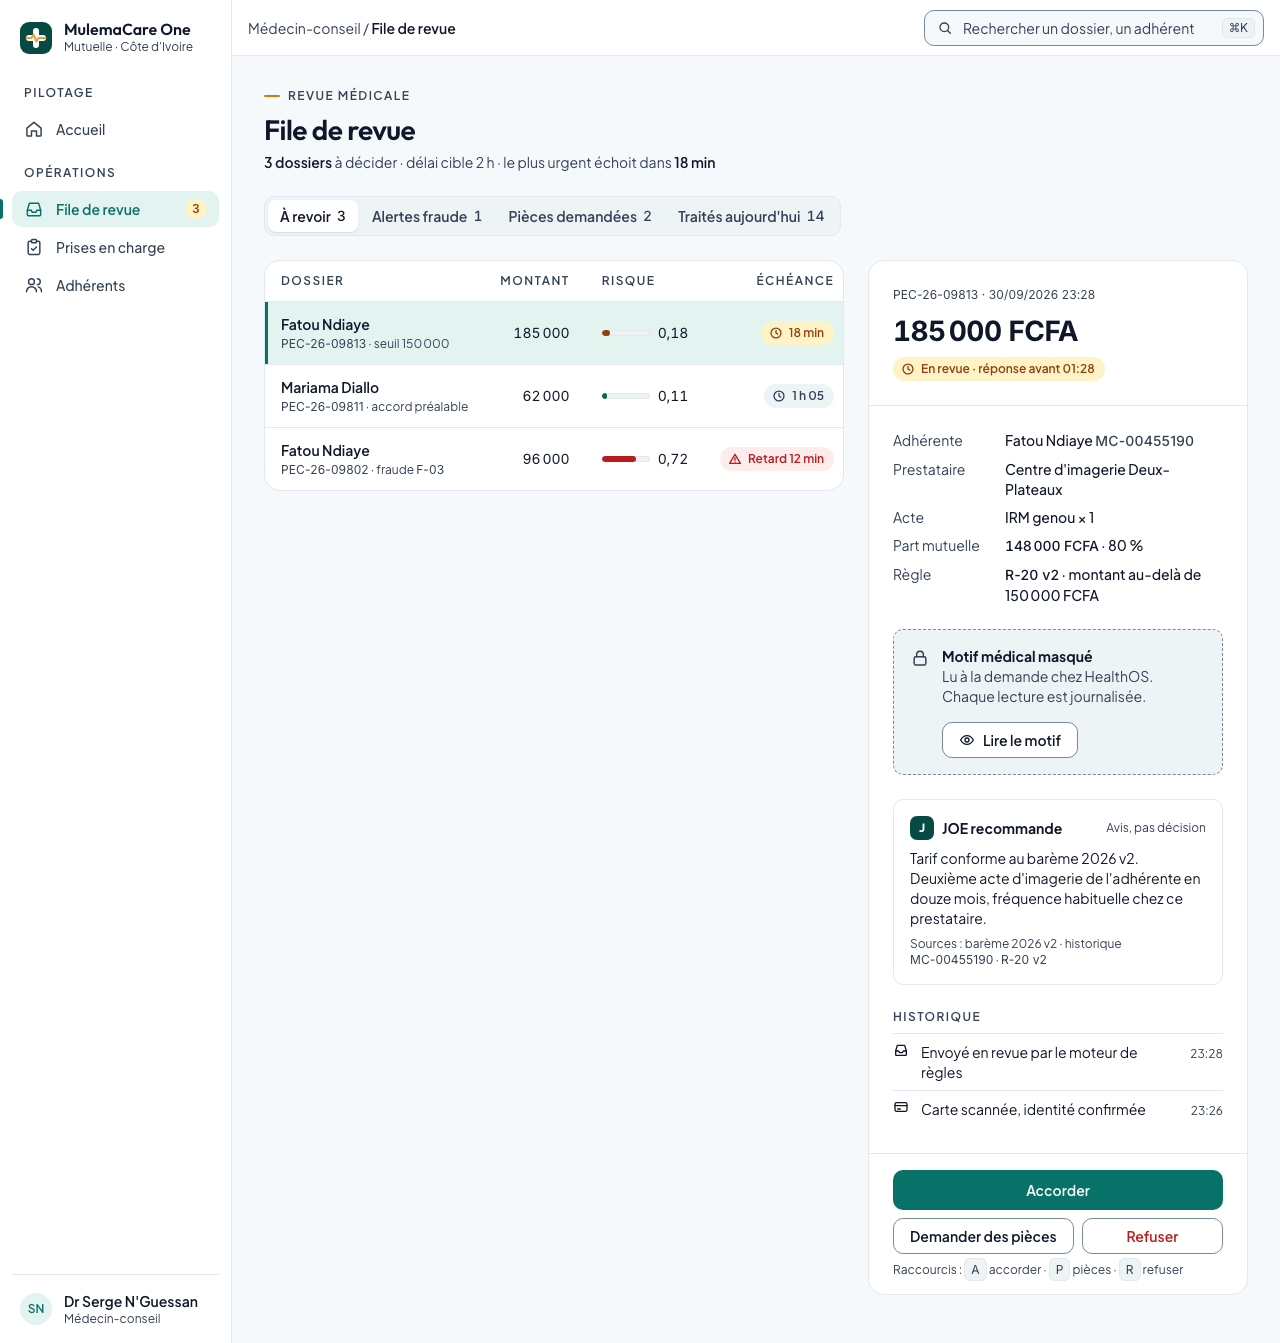 MulemaCare One
Mutuelle · Côte d'Ivoire
PILOTAGE
Accueil
OPÉRATIONS
File de revue 3
Prises en charge
Adhérents
SN
Dr Serge N'Guessan
Médecin-conseil
Médecin-conseil / File de revue
Rechercher un dossier, un adhérent ⌘K
REVUE MÉDICALE
File de revue
3 dossiers à décider · délai cible 2 h · le plus urgent échoit dans 18 min
À revoir 3 Alertes fraude 1 Pièces demandées 2 Traités aujourd'hui 14
DOSSIER MONTANT RISQUE ÉCHÉANCE
Fatou Ndiaye
PEC-26-09813 · seuil 150 000
185 000 0,18 18 min
Mariama Diallo
PEC-26-09811 · accord préalable
62 000 0,11 1 h 05
Fatou Ndiaye
PEC-26-09802 · fraude F-03
96 000 0,72 Retard 12 min
PEC-26-09813 · 30/09/2026 23:28
185 000 FCFA
En revue · réponse avant 01:28
Adhérente Fatou Ndiaye MC-00455190
Prestataire Centre d'imagerie Deux-
Plateaux
Acte IRM genou × 1
Part mutuelle 148 000 FCFA · 80 %
Règle R-20 v2 · montant au-delà de
150 000 FCFA
Motif médical masqué
Lu à la demande chez HealthOS.
Chaque lecture est journalisée.
Lire le motif
J JOE recommande Avis, pas décision
Tarif conforme au barème 2026 v2.
Deuxième acte d'imagerie de l'adhérente en
douze mois, fréquence habituelle chez ce
prestataire.
Sources : barème 2026 v2 · historique
MC-00455190 · R-20 v2
HISTORIQUE
Envoyé en revue par le moteur de
règles
23:28
Carte scannée, identité confirmée 23:26
Accorder
Demander des pièces Refuser
Raccourcis : A accorder · P pièces · R refuser